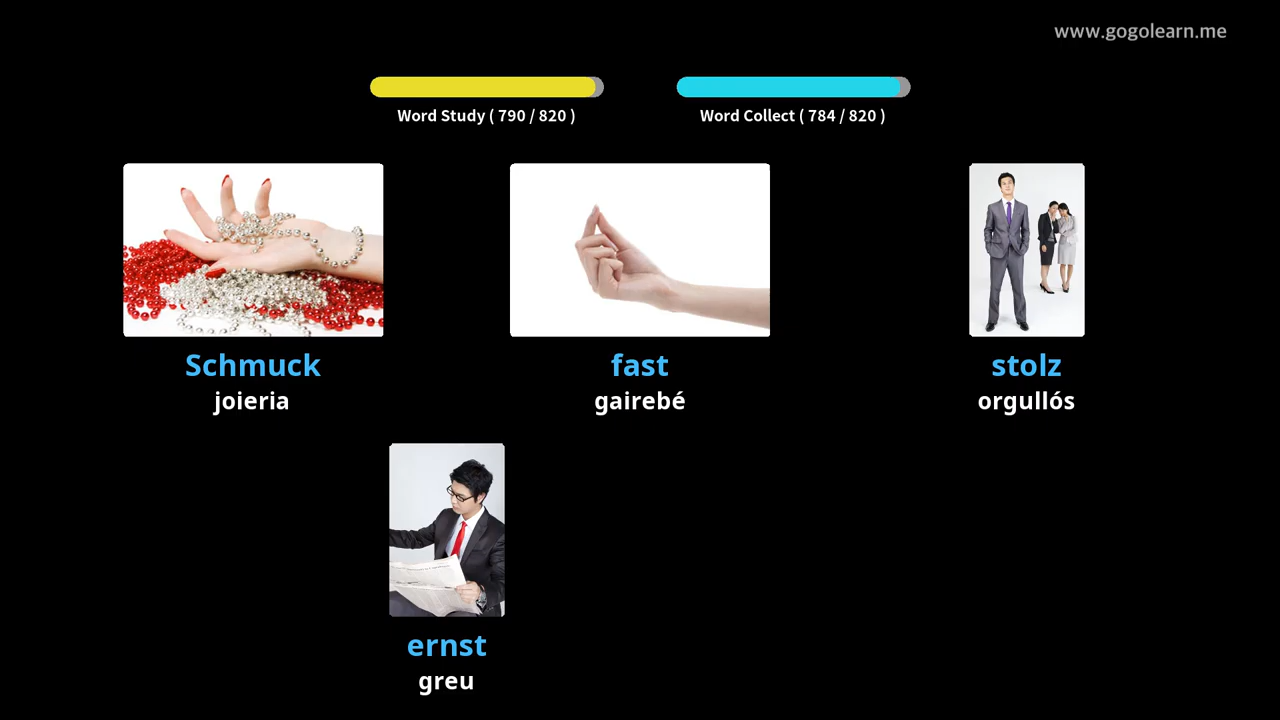 www.gogolearn.me
Word Study ( 790 / 820 )
Word Collect ( 784 / 820 )
Schmuck
joieria
fast
gairebé
stolz
orgullós
ernst
greu